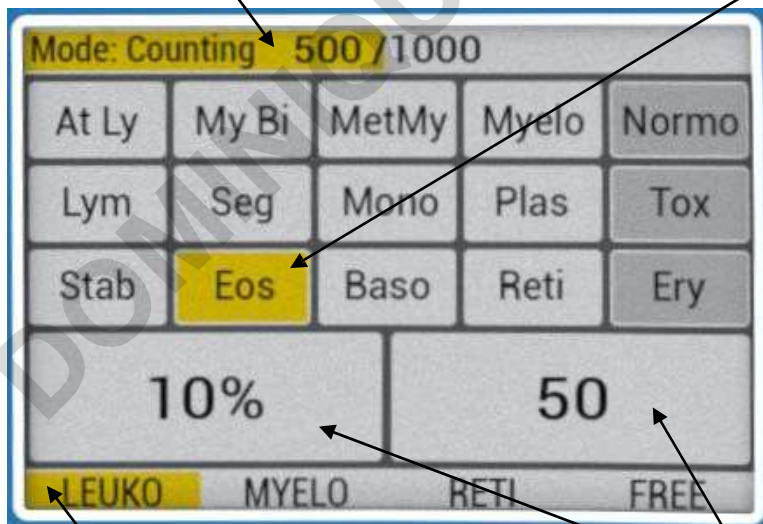 Mode: Counting 500/1000
At Ly My Bi MetMy Myelo Normo
Lym Seg Mono Plas Tox
Stab Eos Baso Reti Ery
10% 50
LEUKO MYELO RETI FREE